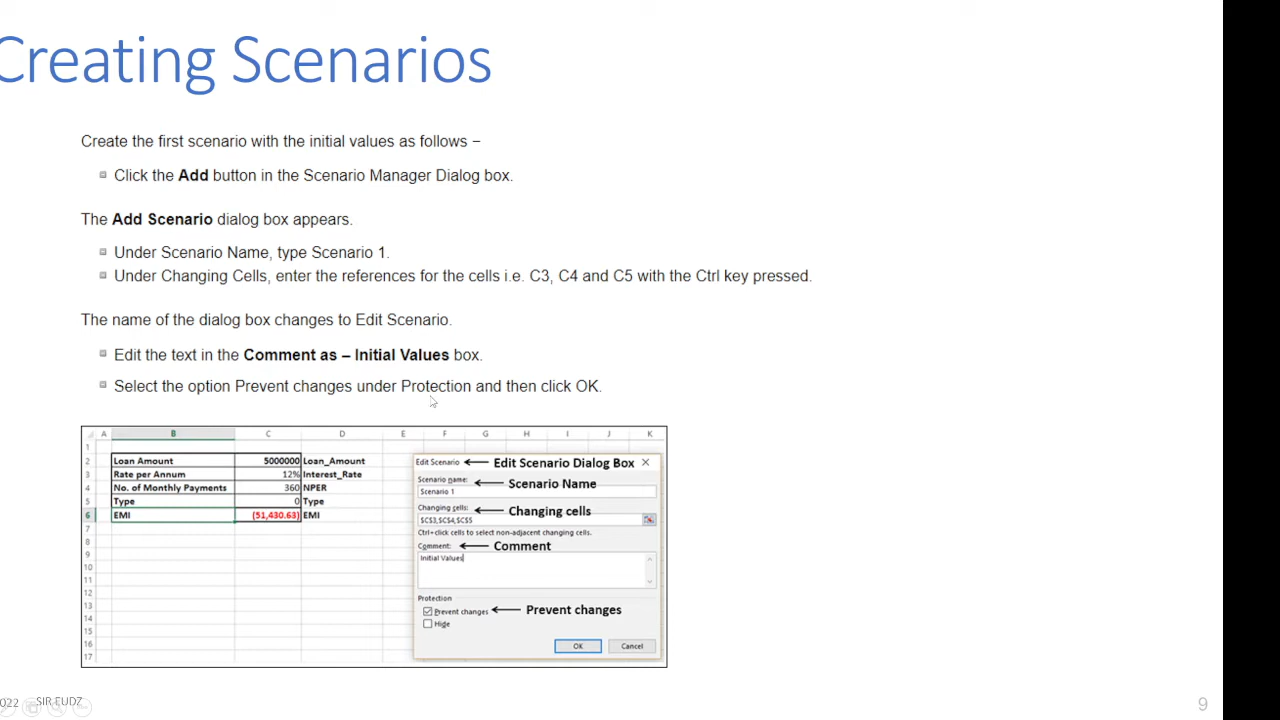 Creating Scenarios
Create the first scenario with the initial values as follows −
Click the Add button in the Scenario Manager Dialog box.
The Add Scenario dialog box appears.
Under Scenario Name, type Scenario 1.
Under Changing Cells, enter the references for the cells i.e. C3, C4 and C5 with the Ctrl key pressed.
The name of the dialog box changes to Edit Scenario.
Edit the text in the Comment as – Initial Values box.
Select the option Prevent changes under Protection and then click OK.
A B C D E F G H I J K
1
2 Loan Amount 5000000 Loan_Amount
3 Rate per Annum 12% Interest_Rate
4 No. of Monthly Payments 360 NPER
5 Type 0 Type
6 EMI (51,430.63) EMI
7
8
9
10
11
12
13
14
15
16
17
Edit Scenario Edit Scenario Dialog Box
Scenario name: Scenario Name
Scenario 1
Changing cells: Changing cells
$C$3,$C$4,$C$5
Ctrl+click cells to select non-adjacent changing cells.
Comment: Comment
Initial Values
Protection
Prevent changes Prevent changes
Hide
OK Cancel
022 SIR EUDZ
9